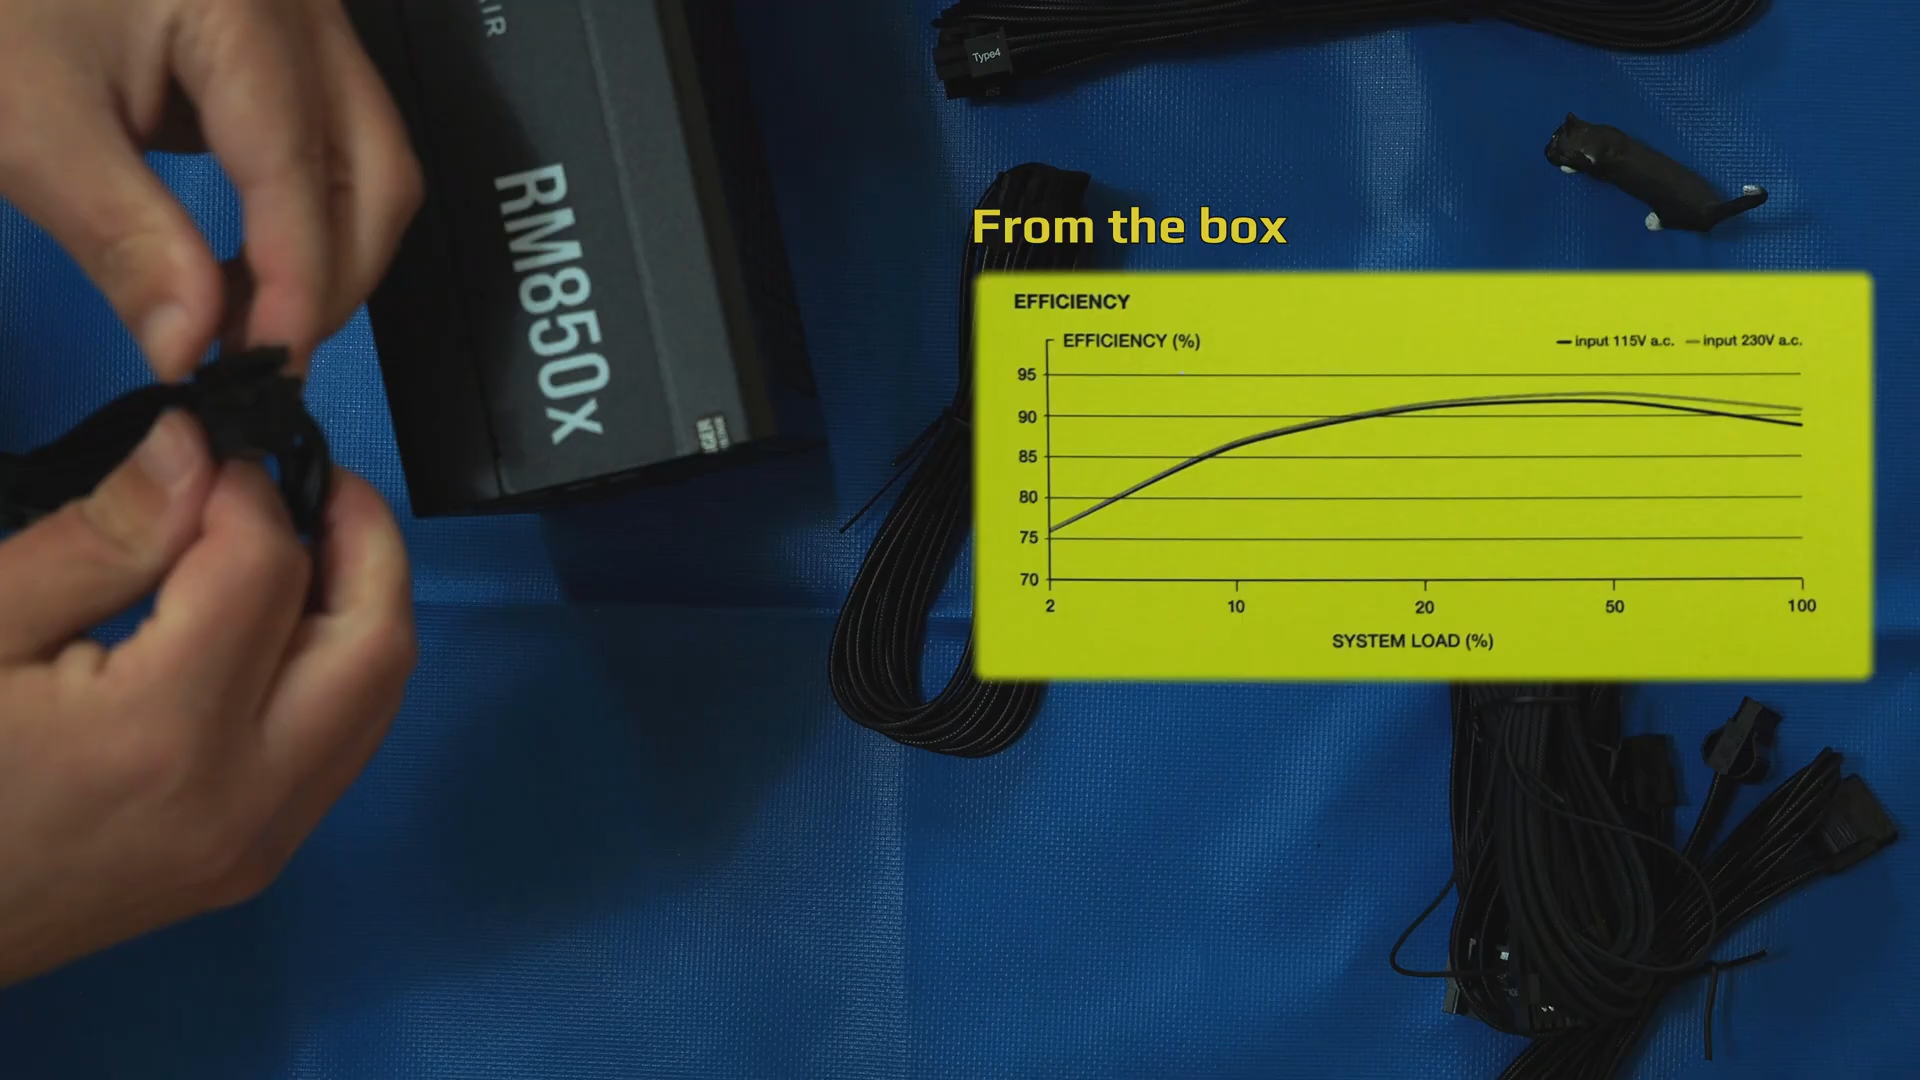 AIR
RM850x
Type4
From the box
EFFICIENCY
EFFICIENCY (%)
input 115V a.c.
input 230V a.c.
95
90
85
80
75
70
2 10 20 50 100
SYSTEM LOAD (%)